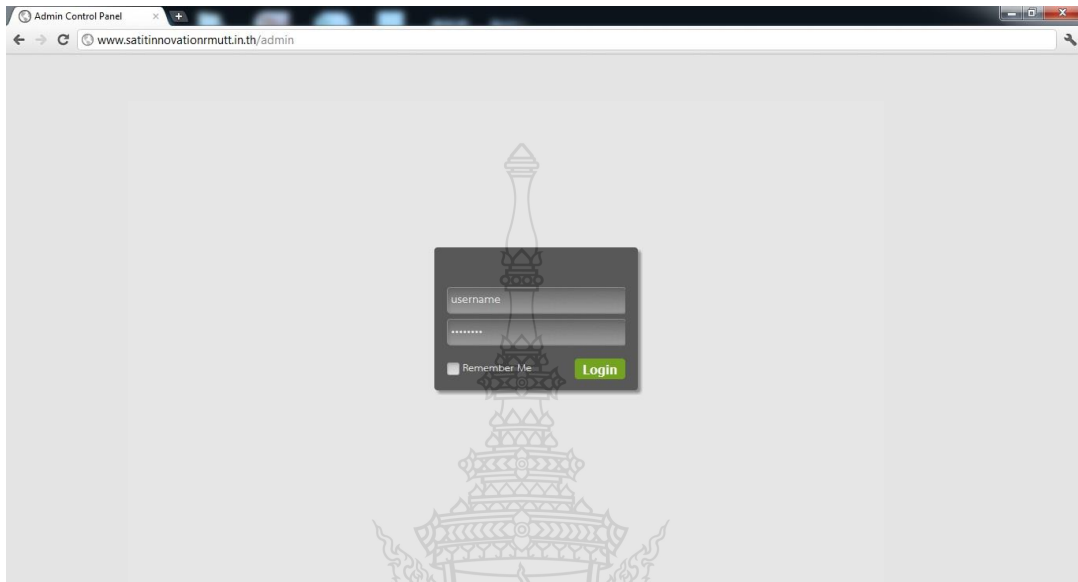 Admin Control Panel
www.satitinnovationrmutt.in.th/admin
username
••••••••
Remember Me
Login